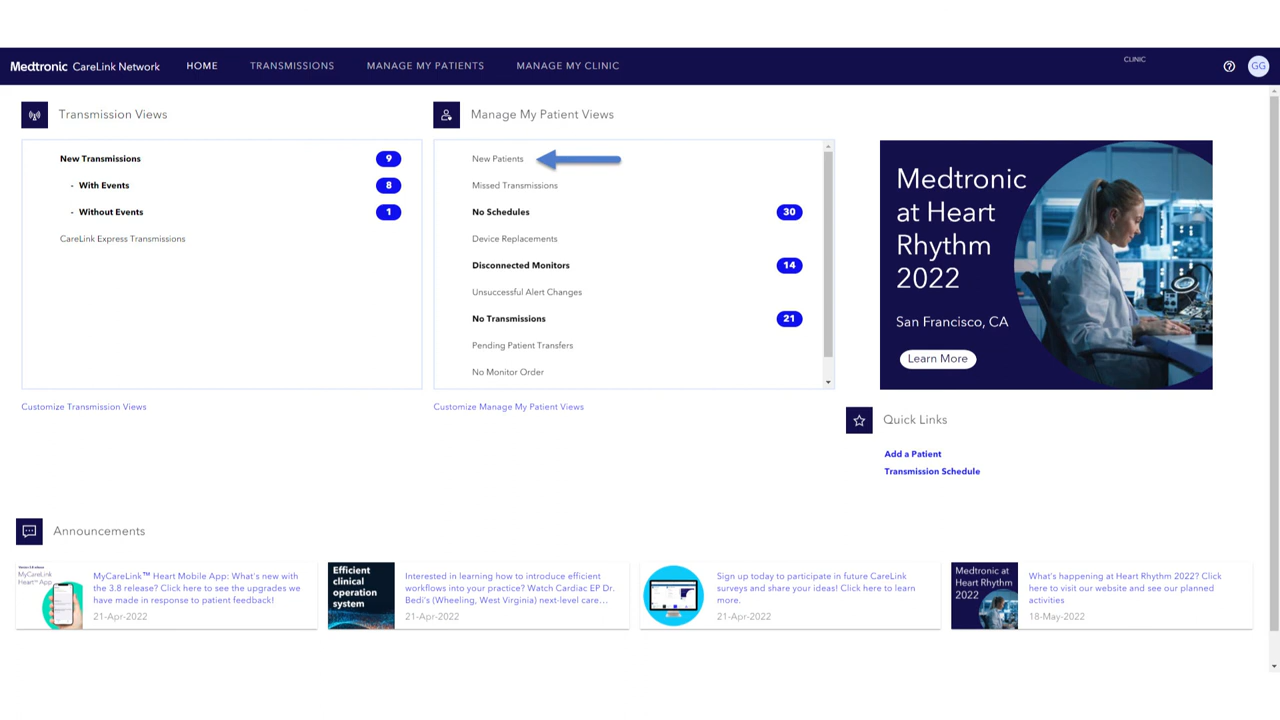 Medtronic CareLink Network HOME TRANSMISSIONS MANAGE MY PATIENTS MANAGE MY CLINIC CLINIC GG
Transmission Views
New Transmissions 9
- With Events 8
- Without Events 1
CareLink Express Transmissions
Customize Transmission Views
Manage My Patient Views
New Patients
Missed Transmissions
No Schedules 30
Device Replacements
Disconnected Monitors 14
Unsuccessful Alert Changes
No Transmissions 21
Pending Patient Transfers
No Monitor Order
Customize Manage My Patient Views
Medtronic
at Heart
Rhythm
2022
San Francisco, CA
Learn More
Quick Links
Add a Patient
Transmission Schedule
Announcements
MyCareLink
Heart™ App
MyCareLink™ Heart Mobile App: What's new with
the 3.8 release? Click here to see the upgrades we
have made in response to patient feedback!
21-Apr-2022
Efficient
clinical
operation
system
Interested in learning how to introduce efficient
workflows into your practice? Watch Cardiac EP Dr.
Bedi's (Wheeling, West Virginia) next-level care...
21-Apr-2022
Sign up today to participate in future CareLink
surveys and share your ideas! Click here to learn
more.
21-Apr-2022
Medtronic at
Heart Rhythm
2022
What's happening at Heart Rhythm 2022? Click
here to visit our website and see our planned
activities
18-May-2022